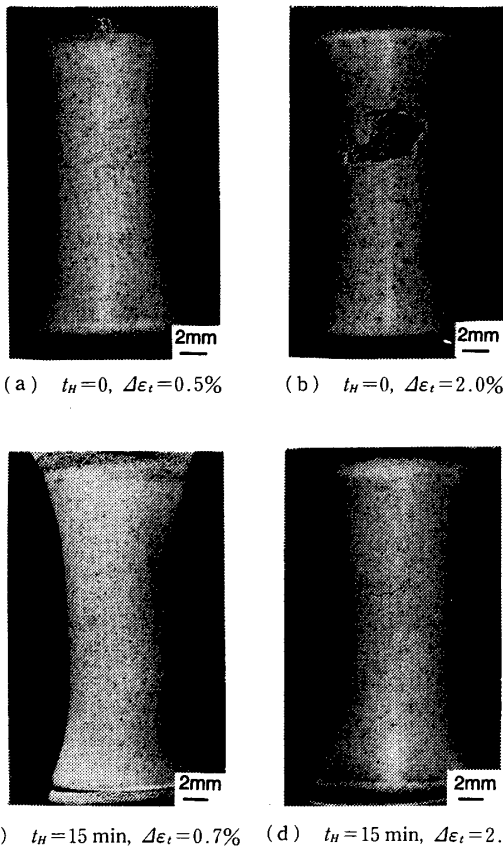 2mm
2mm
(a) t_H=0, Δε_t=0.5%
(b) t_H=0, Δε_t=2.0%
2mm
2mm
) t_H=15 min, Δε_t=0.7%
(d) t_H=15 min, Δε_t=2.